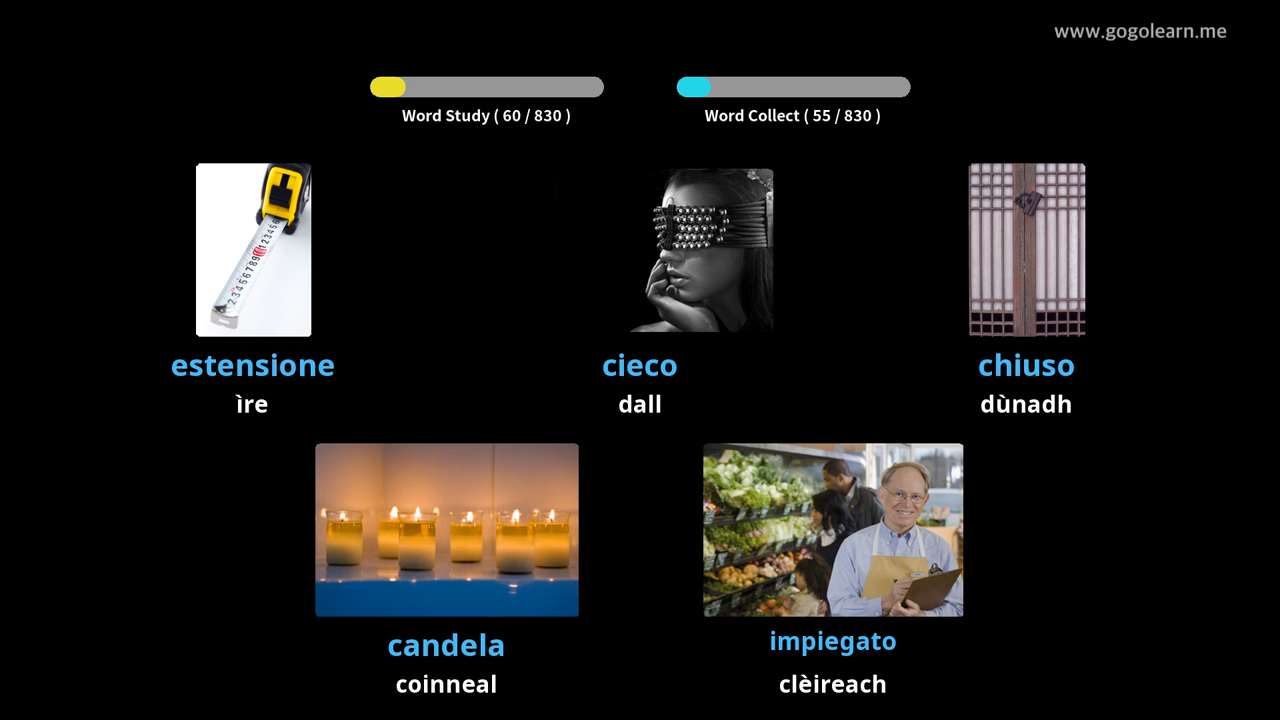 www.gogolearn.me
Word Study ( 60 / 830 )
Word Collect ( 55 / 830 )
estensione
ìre
cieco
dall
chiuso
dùnadh
candela
coinneal
impiegato
clèireach